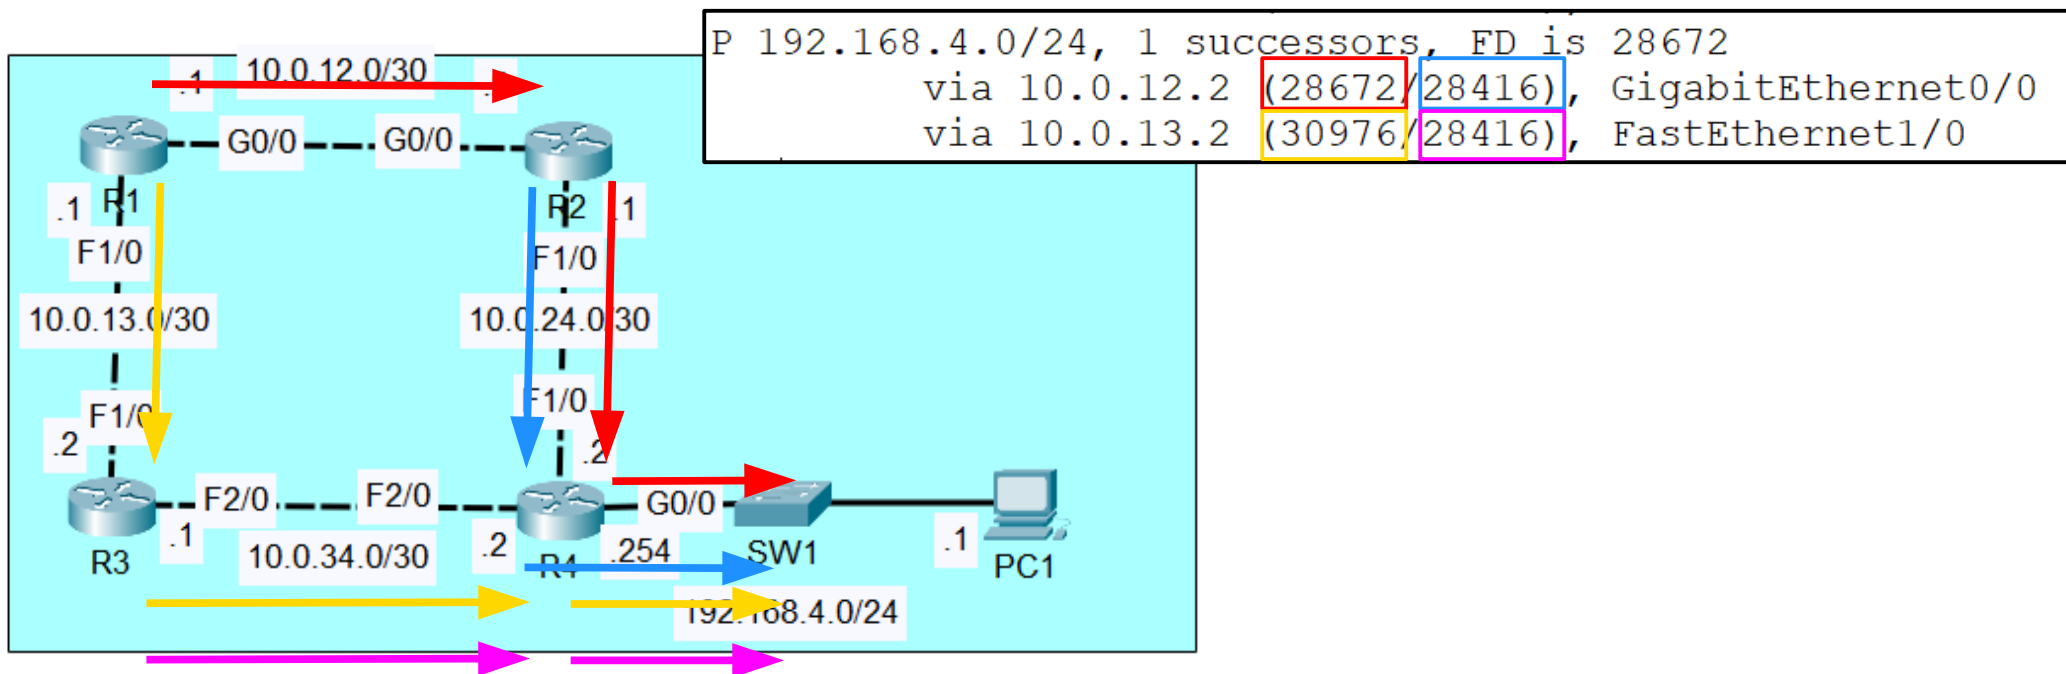 P 192.168.4.0/24, 1 successors, FD is 28672
via 10.0.12.2 (28672/28416), GigabitEthernet0/0
via 10.0.13.2 (30976/28416), FastEthernet1/0
.1
10.0.12.0/30
G0/0
G0/0
R1
R2
.1
.1
F1/0
F1/0
10.0.13.0/30
10.0.24.0/30
F1/0
F1/0
.2
.2
F2/0
F2/0
G0/0
.1
.2
.254
.1
R3
10.0.34.0/30
R4
SW1
PC1
192.168.4.0/24